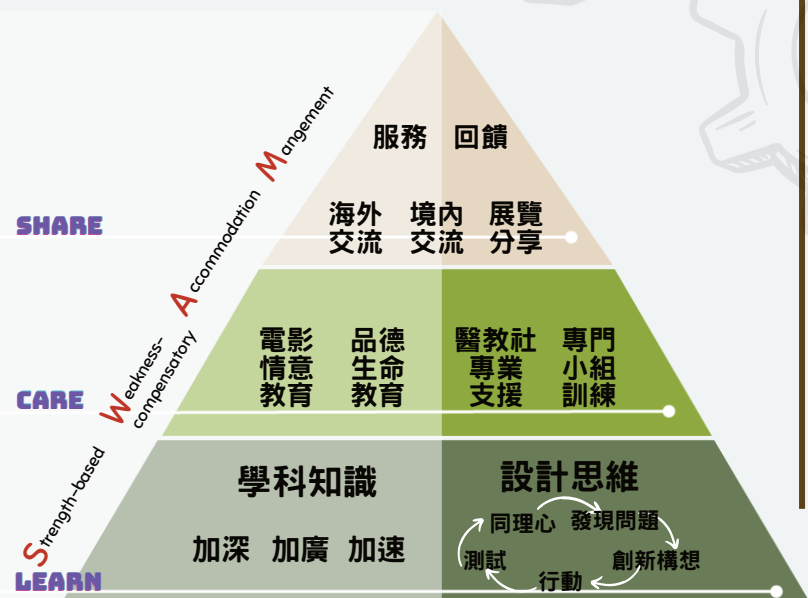 服務 回饋
海外 境內 展覽
交流 交流 分享
SHARE
電影 品德 醫教社 專門
情意 生命 專業 小組
教育 教育 支援 訓練
CARE
學科知識 設計思維
同理心 發現問題
加深 加廣 加速
測試 創新構想
行動
LEARN
Strength-based
Weakness-
compensatory
Accommodation
Mangement